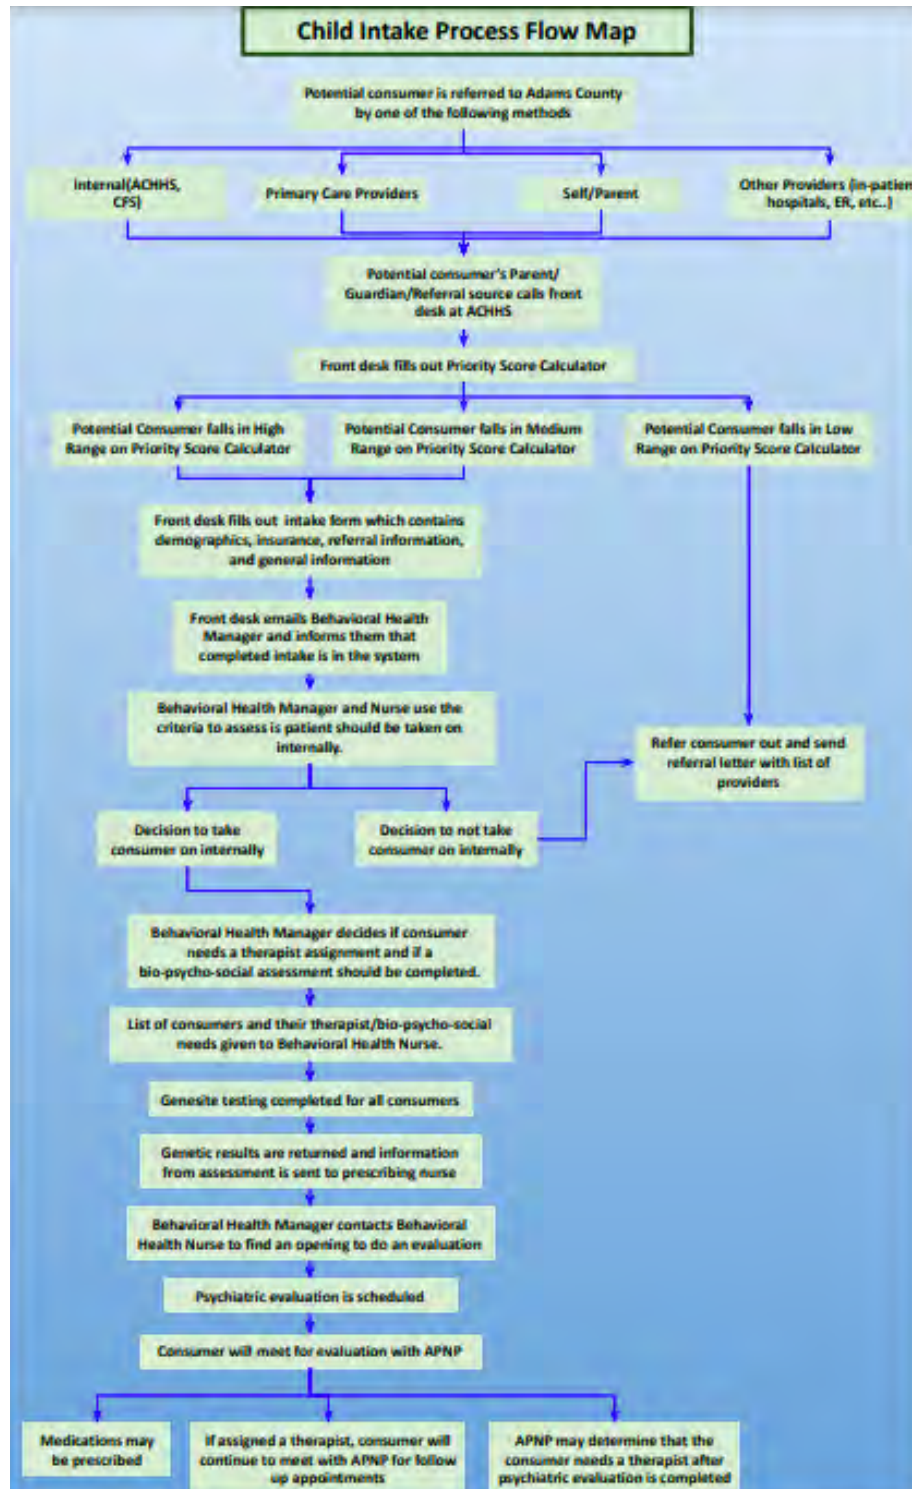 Child Intake Process Flow Map
Potential consumer is referred to Adams County
by one of the following methods
Internal(ACHHS,
CFS)
Primary Care Providers
Self/Parent
Other Providers (in-patien
hospitals, ER, etc..)
Potential consumer's Parent/
Guardian/Referral source calls front
desk at ACHHS
Front desk fills out Priority Score Calculator
Potential Consumer falls in High
Range on Priority Score Calculator
Potential Consumer falls in Medium
Range on Priority Score Calculator
Potential Consumer falls in Low
Range on Priority Score Calculator
Front desk fills out intake form which contains
demographics, insurance, referral information,
and general information
Front desk emails Behavioral Health
Manager and informs them that
completed intake is in the system
Behavioral Health Manager and Nurse use the
criteria to assess is patient should be taken on
internally.
Refer consumer out and send
referral letter with list of
providers
Decision to take
consumer on internally
Decision to not take
consumer on internally
Behavioral Health Manager decides if consumer
needs a therapist assignment and if a
bio-psycho-social assessment should be completed.
List of consumers and their therapist/bio-psycho-social
needs given to Behavioral Health Nurse.
Genesite testing completed for all consumers
Genetic results are returned and information
from assessment is sent to prescribing nurse
Behavioral Health Manager contacts Behavioral
Health Nurse to find an opening to do an evaluation
Psychiatric evaluation is scheduled
Consumer will meet for evaluation with APNP
Medications may
be prescribed
If assigned a therapist, consumer will
continue to meet with APNP for follow
up appointments
APNP may determine that the
consumer needs a therapist after
psychiatric evaluation is completed